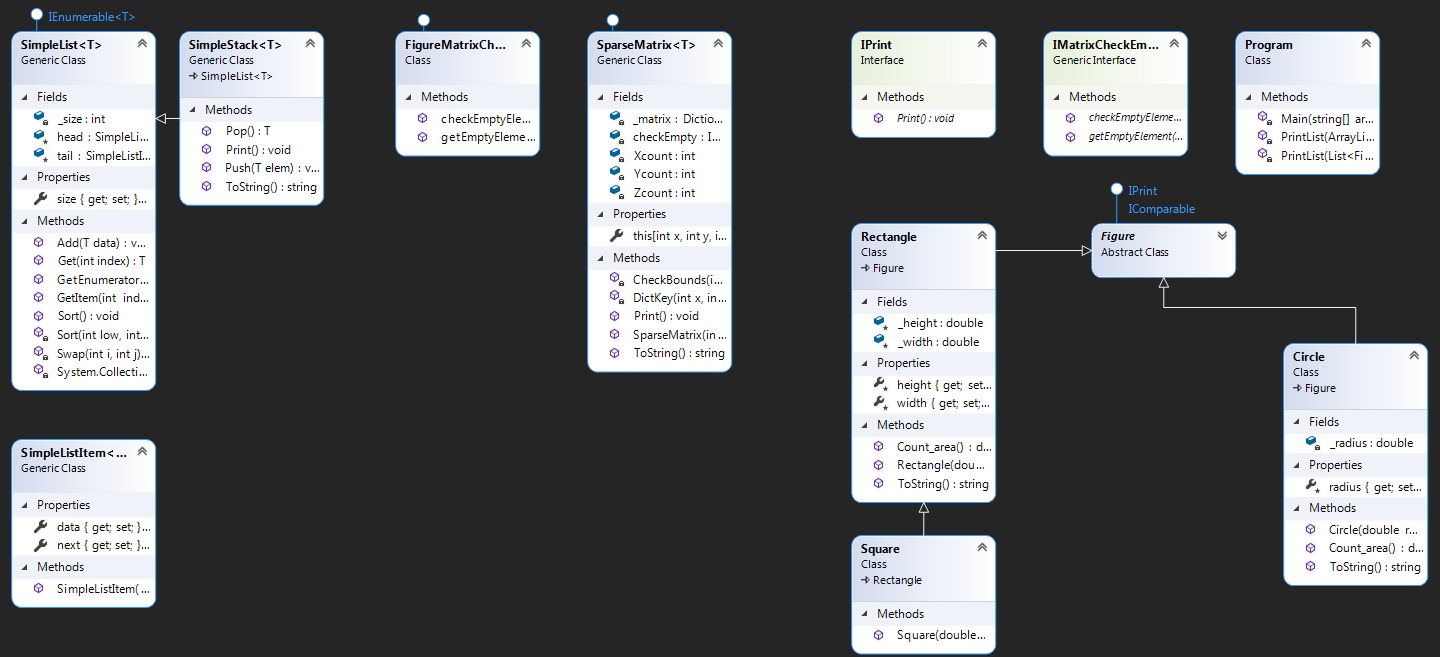 IEnumerable<T>
SimpleList<T>
Generic Class
Fields
_size : int
head : SimpleLi...
tail : SimpleListI...
Properties
size { get; set; }...
Methods
Add(T data) : v...
Get(int index) : T
GetEnumerator...
GetItem(int ind...
Sort() : void
Sort(int low, int...
Swap(int i, int j)...
System.Collecti...
SimpleStack<T>
Generic Class
SimpleList<T>
Methods
Pop() : T
Print() : void
Push(T elem) : v...
ToString() : string
FigureMatrixCh...
Class
Methods
checkEmptyEle...
getEmptyEleme...
SparseMatrix<T>
Generic Class
Fields
_matrix : Dictio...
checkEmpty : I...
Xcount : int
Ycount : int
Zcount : int
Properties
this[int x, int y, i...
Methods
CheckBounds(i...
DictKey(int x, in...
Print() : void
SparseMatrix(in...
ToString() : string
IPrint
Interface
Methods
Print() : void
IMatrixCheckEm...
Generic Interface
Methods
checkEmptyEleme...
getEmptyElement(...
Program
Class
Methods
Main(string[] ar...
PrintList(ArrayLi...
PrintList(List<Fi...
SimpleListItem<...
Generic Class
Properties
data { get; set; }...
next { get; set; }...
Methods
SimpleListItem( ...
Rectangle
Class
Figure
Fields
_height : double
_width : double
Properties
height { get; set...
width { get; set;...
Methods
Count_area() : d...
Rectangle(dou...
ToString() : string
IPrint
IComparable
Figure
Abstract Class
Square
Class
Rectangle
Methods
Square(double...
Circle
Class
Figure
Fields
_radius : double
Properties
radius { get; set...
Methods
Circle(double r...
Count_area() : d...
ToString() : string